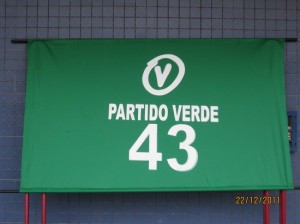 V
PARTIDO VERDE
43
22/12/2011